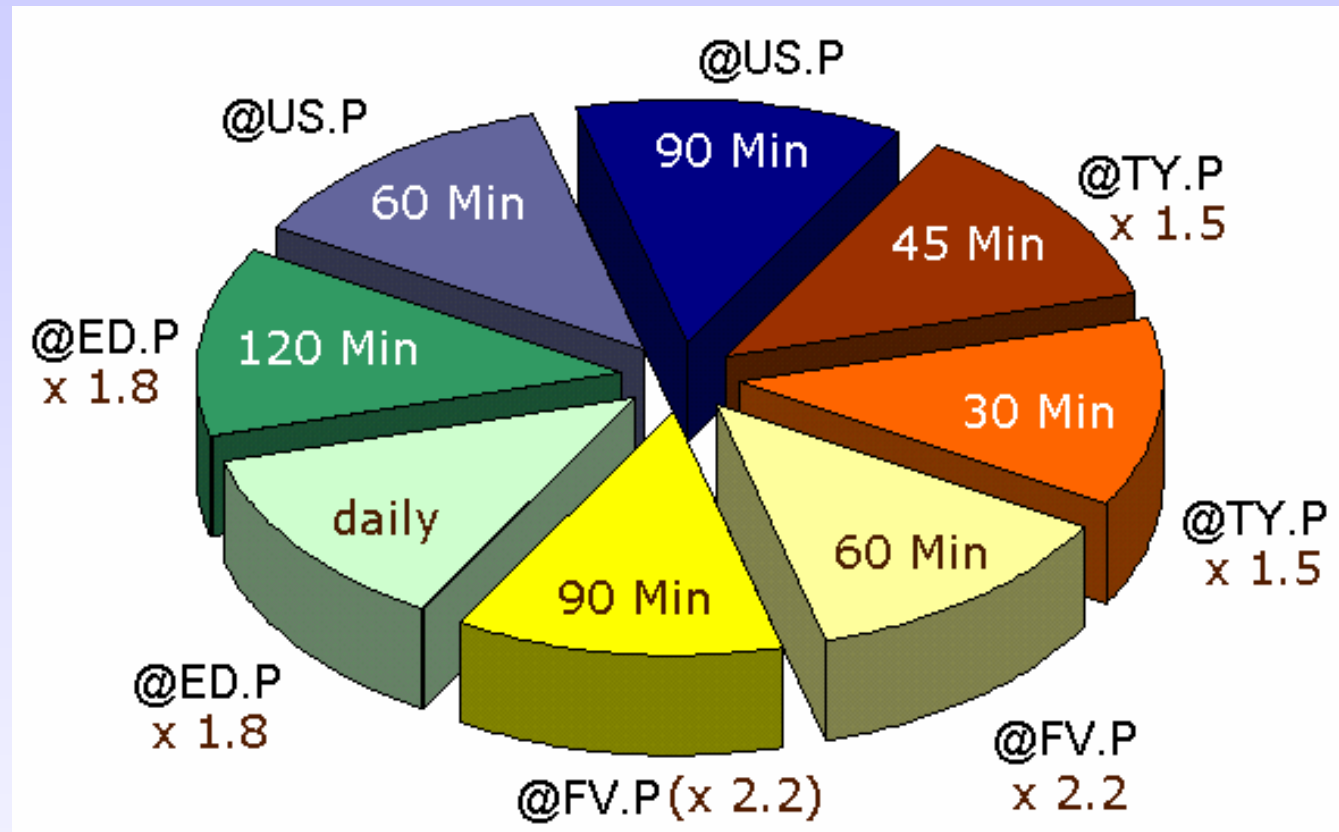 @US.P
90 Min
@US.P
60 Min
@TY.P
x 1.5
45 Min
@ED.P
x 1.8
120 Min
30 Min
@TY.P
x 1.5
daily
60 Min
90 Min
@ED.P
x 1.8
@FV.P
x 2.2
@FV.P (x 2.2)